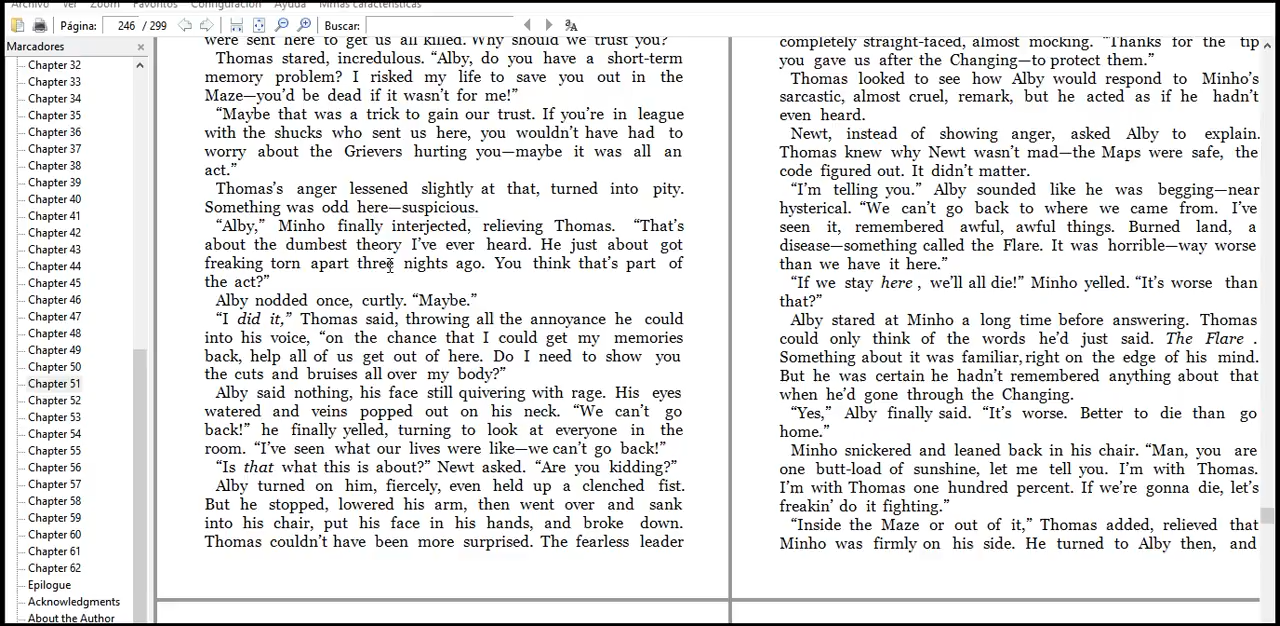 Archivo Ver Zoom Favoritos Configuración Ayuda Mimas características
Página: 246 / 299 Buscar:
Marcadores
Chapter 32
Chapter 33
Chapter 34
Chapter 35
Chapter 36
Chapter 37
Chapter 38
Chapter 39
Chapter 40
Chapter 41
Chapter 42
Chapter 43
Chapter 44
Chapter 45
Chapter 46
Chapter 47
Chapter 48
Chapter 49
Chapter 50
Chapter 51
Chapter 52
Chapter 53
Chapter 54
Chapter 55
Chapter 56
Chapter 57
Chapter 58
Chapter 59
Chapter 60
Chapter 61
Chapter 62
Epilogue
Acknowledgments
About the Author
were sent here to get us all killed. Why should we trust you?”
Thomas stared, incredulous. “Alby, do you have a short-term
memory problem? I risked my life to save you out in the
Maze—you’d be dead if it wasn’t for me!”
“Maybe that was a trick to gain our trust. If you’re in league
with the shucks who sent us here, you wouldn’t have had to
worry about the Grievers hurting you—maybe it was all an
act.”
Thomas’s anger lessened slightly at that, turned into pity.
Something was odd here—suspicious.
“Alby,” Minho finally interjected, relieving Thomas. “That’s
about the dumbest theory I’ve ever heard. He just about got
freaking torn apart three nights ago. You think that’s part of
the act?”
Alby nodded once, curtly. “Maybe.”
“I did it,” Thomas said, throwing all the annoyance he could
into his voice, “on the chance that I could get my memories
back, help all of us get out of here. Do I need to show you
the cuts and bruises all over my body?”
Alby said nothing, his face still quivering with rage. His eyes
watered and veins popped out on his neck. “We can’t go
back!” he finally yelled, turning to look at everyone in the
room. “I’ve seen what our lives were like—we can’t go back!”
“Is that what this is about?” Newt asked. “Are you kidding?”
Alby turned on him, fiercely, even held up a clenched fist.
But he stopped, lowered his arm, then went over and sank
into his chair, put his face in his hands, and broke down.
Thomas couldn’t have been more surprised. The fearless leader
completely straight-faced, almost mocking. “Thanks for the tip
you gave us after the Changing—to protect them.”
Thomas looked to see how Alby would respond to Minho’s
sarcastic, almost cruel, remark, but he acted as if he hadn’t
even heard.
Newt, instead of showing anger, asked Alby to explain.
Thomas knew why Newt wasn’t mad—the Maps were safe, the
code figured out. It didn’t matter.
“I’m telling you.” Alby sounded like he was begging—near
hysterical. “We can’t go back to where we came from. I’ve
seen it, remembered awful, awful things. Burned land, a
disease—something called the Flare. It was horrible—way worse
than we have it here.”
“If we stay here , we’ll all die!” Minho yelled. “It’s worse than
that?”
Alby stared at Minho a long time before answering. Thomas
could only think of the words he’d just said. The Flare .
Something about it was familiar, right on the edge of his mind.
But he was certain he hadn’t remembered anything about that
when he’d gone through the Changing.
“Yes,” Alby finally said. “It’s worse. Better to die than go
home.”
Minho snickered and leaned back in his chair. “Man, you are
one butt-load of sunshine, let me tell you. I’m with Thomas.
I’m with Thomas one hundred percent. If we’re gonna die, let’s
freakin’ do it fighting.”
“Inside the Maze or out of it,” Thomas added, relieved that
Minho was firmly on his side. He turned to Alby then, and